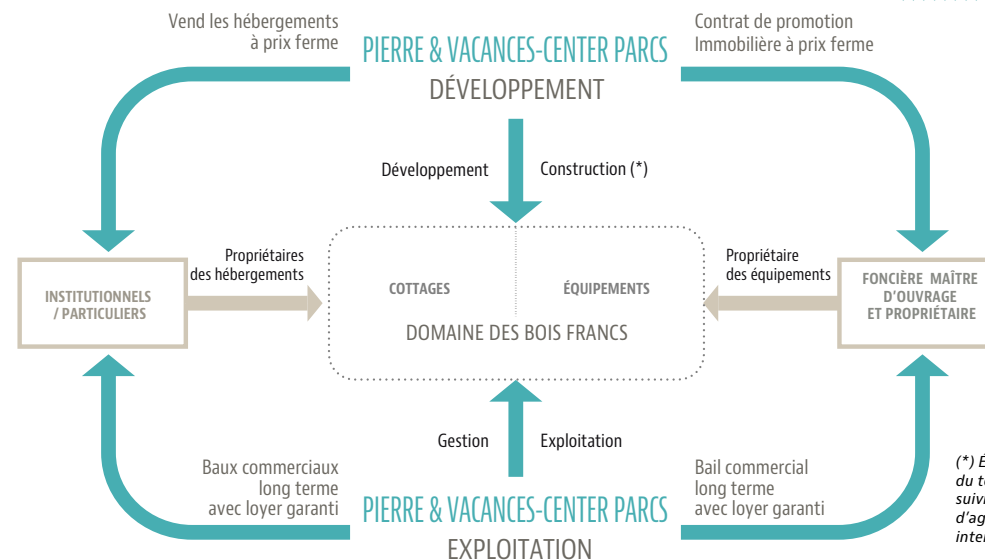 Vend les hébergements
à prix ferme
PIERRE & VACANCES-CENTER PARCS
DÉVELOPPEMENT
Contrat de promotion
Immobilière à prix ferme
Développement
Construction (*)
Propriétaires
des hébergements
Propriétaire
des équipements
INSTITUTIONNELS
/ PARTICULIERS
COTTAGES
ÉQUIPEMENTS
DOMAINE DES BOIS FRANCS
FONCIÈRE MAÎTRE
D'OUVRAGE
ET PROPRIÉTAIRE
Gestion
Exploitation
Baux commerciaux
long terme
avec loyer garanti
PIERRE & VACANCES-CENTER PARCS
EXPLOITATION
Bail commercial
long terme
avec loyer garanti
(*)
du